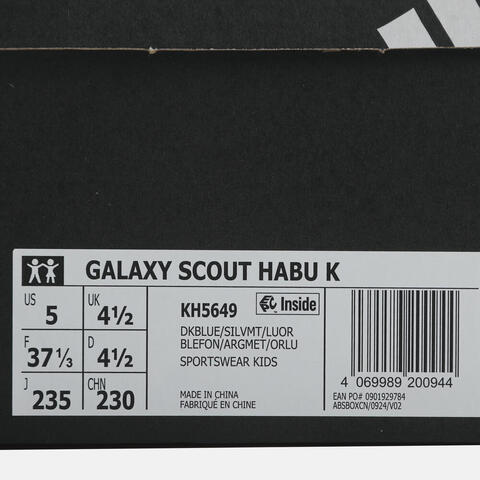 GALAXY SCOUT HABU K
US 5 UK 4½
F 37⅓ D 4½
J 235 CHN 230
KH5649 Inside
DKBLUE/SILVMT/LUOR
BLEFON/ARGMET/ORLU
SPORTSWEAR KIDS
MADE IN CHINA
FABRIQUÉ EN CHINE
4 069989 200944
EAN PO# 0901929784
ABSBOXCN/0924/V02